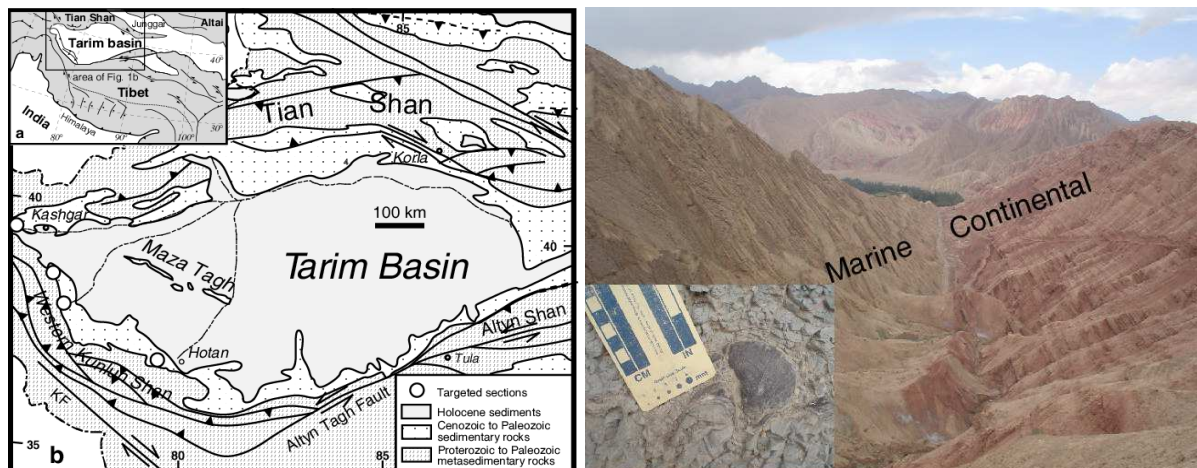 Tian Shan
Junggar
Altai
85
Tarim basin
40°
area of Fig. 1b
Tibet
India
Himalaya
80°
90°
100°
30°
a
Tian Shan
Korla
4
40
Kashgar
100 km
Maza Tagh
Tarim Basin
40
Western Kunlun Shan
Hotan
Altyn Shan
Tula
KF
Altyn Tagh Fault
35
b
80
85
Targeted sections
Holocene sediments
Cenozoic to Paleozoic
sedimentary rocks
Proterozoic to Paleozoic
metasedimentary rocks
Marine
Continental
CM
IN